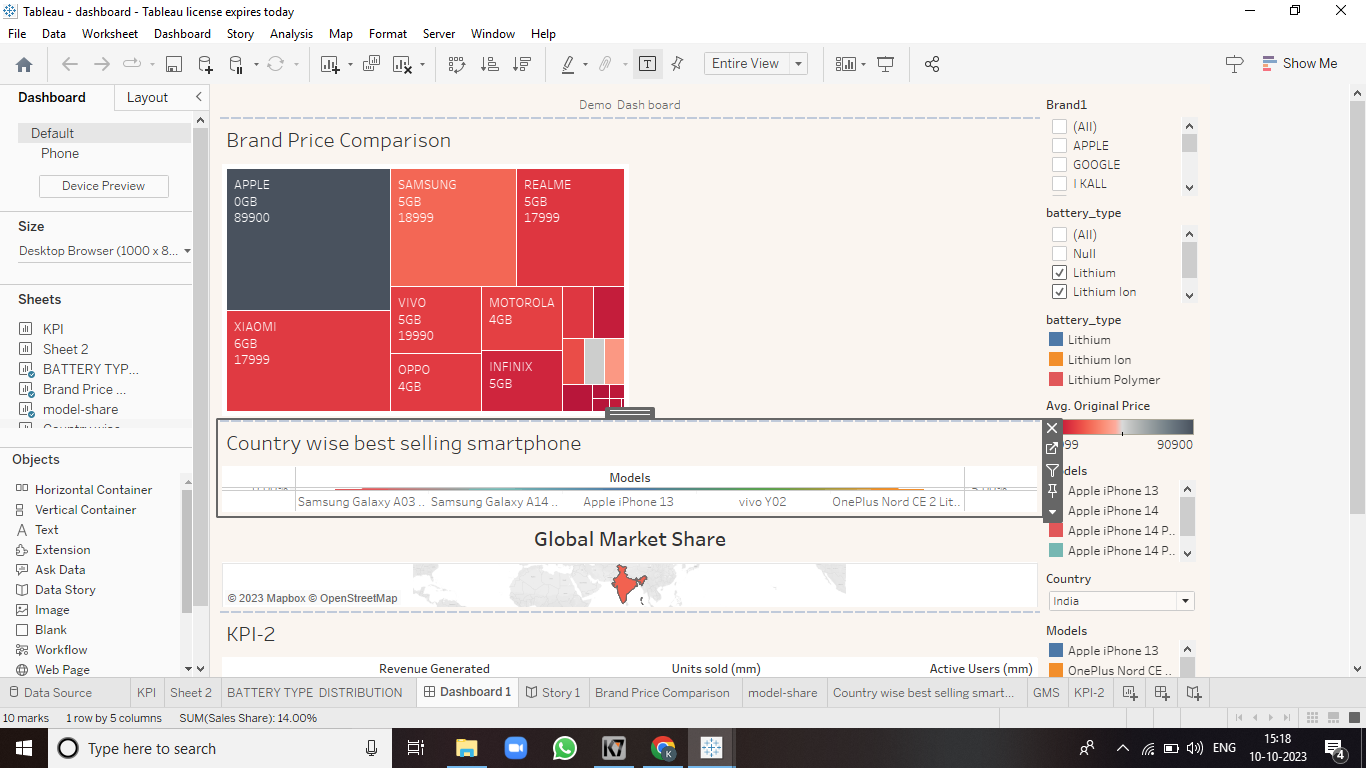 Tableau - dashboard - Tableau license expires today
File Data Worksheet Dashboard Story Analysis Map Format Server Window Help
Entire View
Show Me
Dashboard Layout
Default
Phone
Device Preview
Size
Desktop Browser (1000 x 8...
Sheets
KPI
Sheet 2
BATTERY TYP...
Brand Price ...
model-share
Country wise
Objects
Horizontal Container
Vertical Container
Text
Extension
Ask Data
Data Story
Image
Blank
Workflow
Web Page
Demo Dash board
Brand Price Comparison
APPLE
0GB
89900
SAMSUNG
5GB
18999
REALME
5GB
17999
XIAOMI
6GB
17999
VIVO
5GB
19990
MOTOROLA
4GB
OPPO
4GB
INFINIX
5GB
Country wise best selling smartphone
Models
Samsung Galaxy A03 .. Samsung Galaxy A14 .. Apple iPhone 13 vivo Y02 OnePlus Nord CE 2 Lit..
Global Market Share
© 2023 Mapbox © OpenStreetMap
KPI-2
Revenue Generated Units sold (mm) Active Users (mm)
Brand1
(All)
APPLE
GOOGLE
I KALL
battery_type
(All)
Null
Lithium
Lithium Ion
battery_type
Lithium
Lithium Ion
Lithium Polymer
Avg. Original Price
99 90900
dels
Apple iPhone 13
Apple iPhone 14
Apple iPhone 14 P..
Apple iPhone 14 P..
Country
India
Models
Apple iPhone 13
OnePlus Nord CE ..
Data Source KPI Sheet 2 BATTERY TYPE DISTRIBUTION Dashboard 1 Story 1 Brand Price Comparison model-share Country wise best selling smart... GMS KPI-2
10 marks 1 row by 5 columns SUM(Sales Share): 14.00%
Type here to search
ENG
15:18
10-10-2023
4